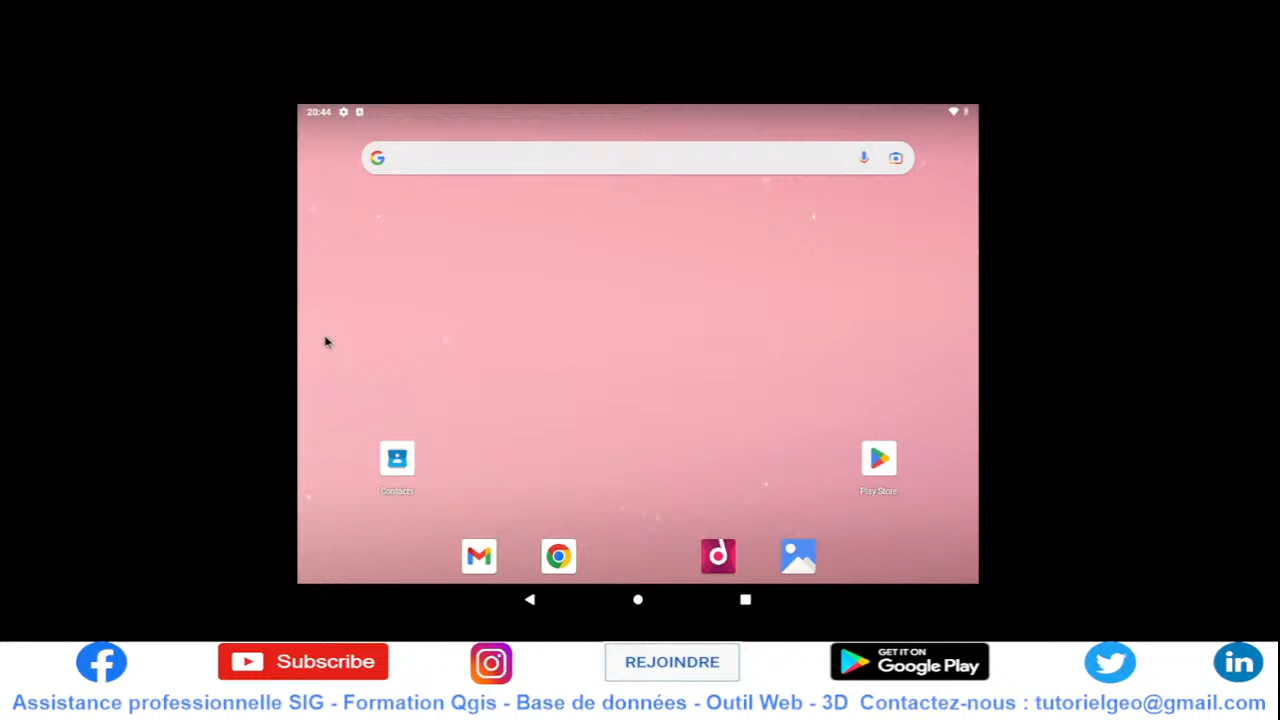 20:44
Contacts
Play Store
Subscribe
REJOINDRE
GET IT ON
Google Play
Assistance professionnelle SIG - Formation Qgis - Base de données - Outil Web - 3D Contactez-nous : tutorielgeo@gmail.com